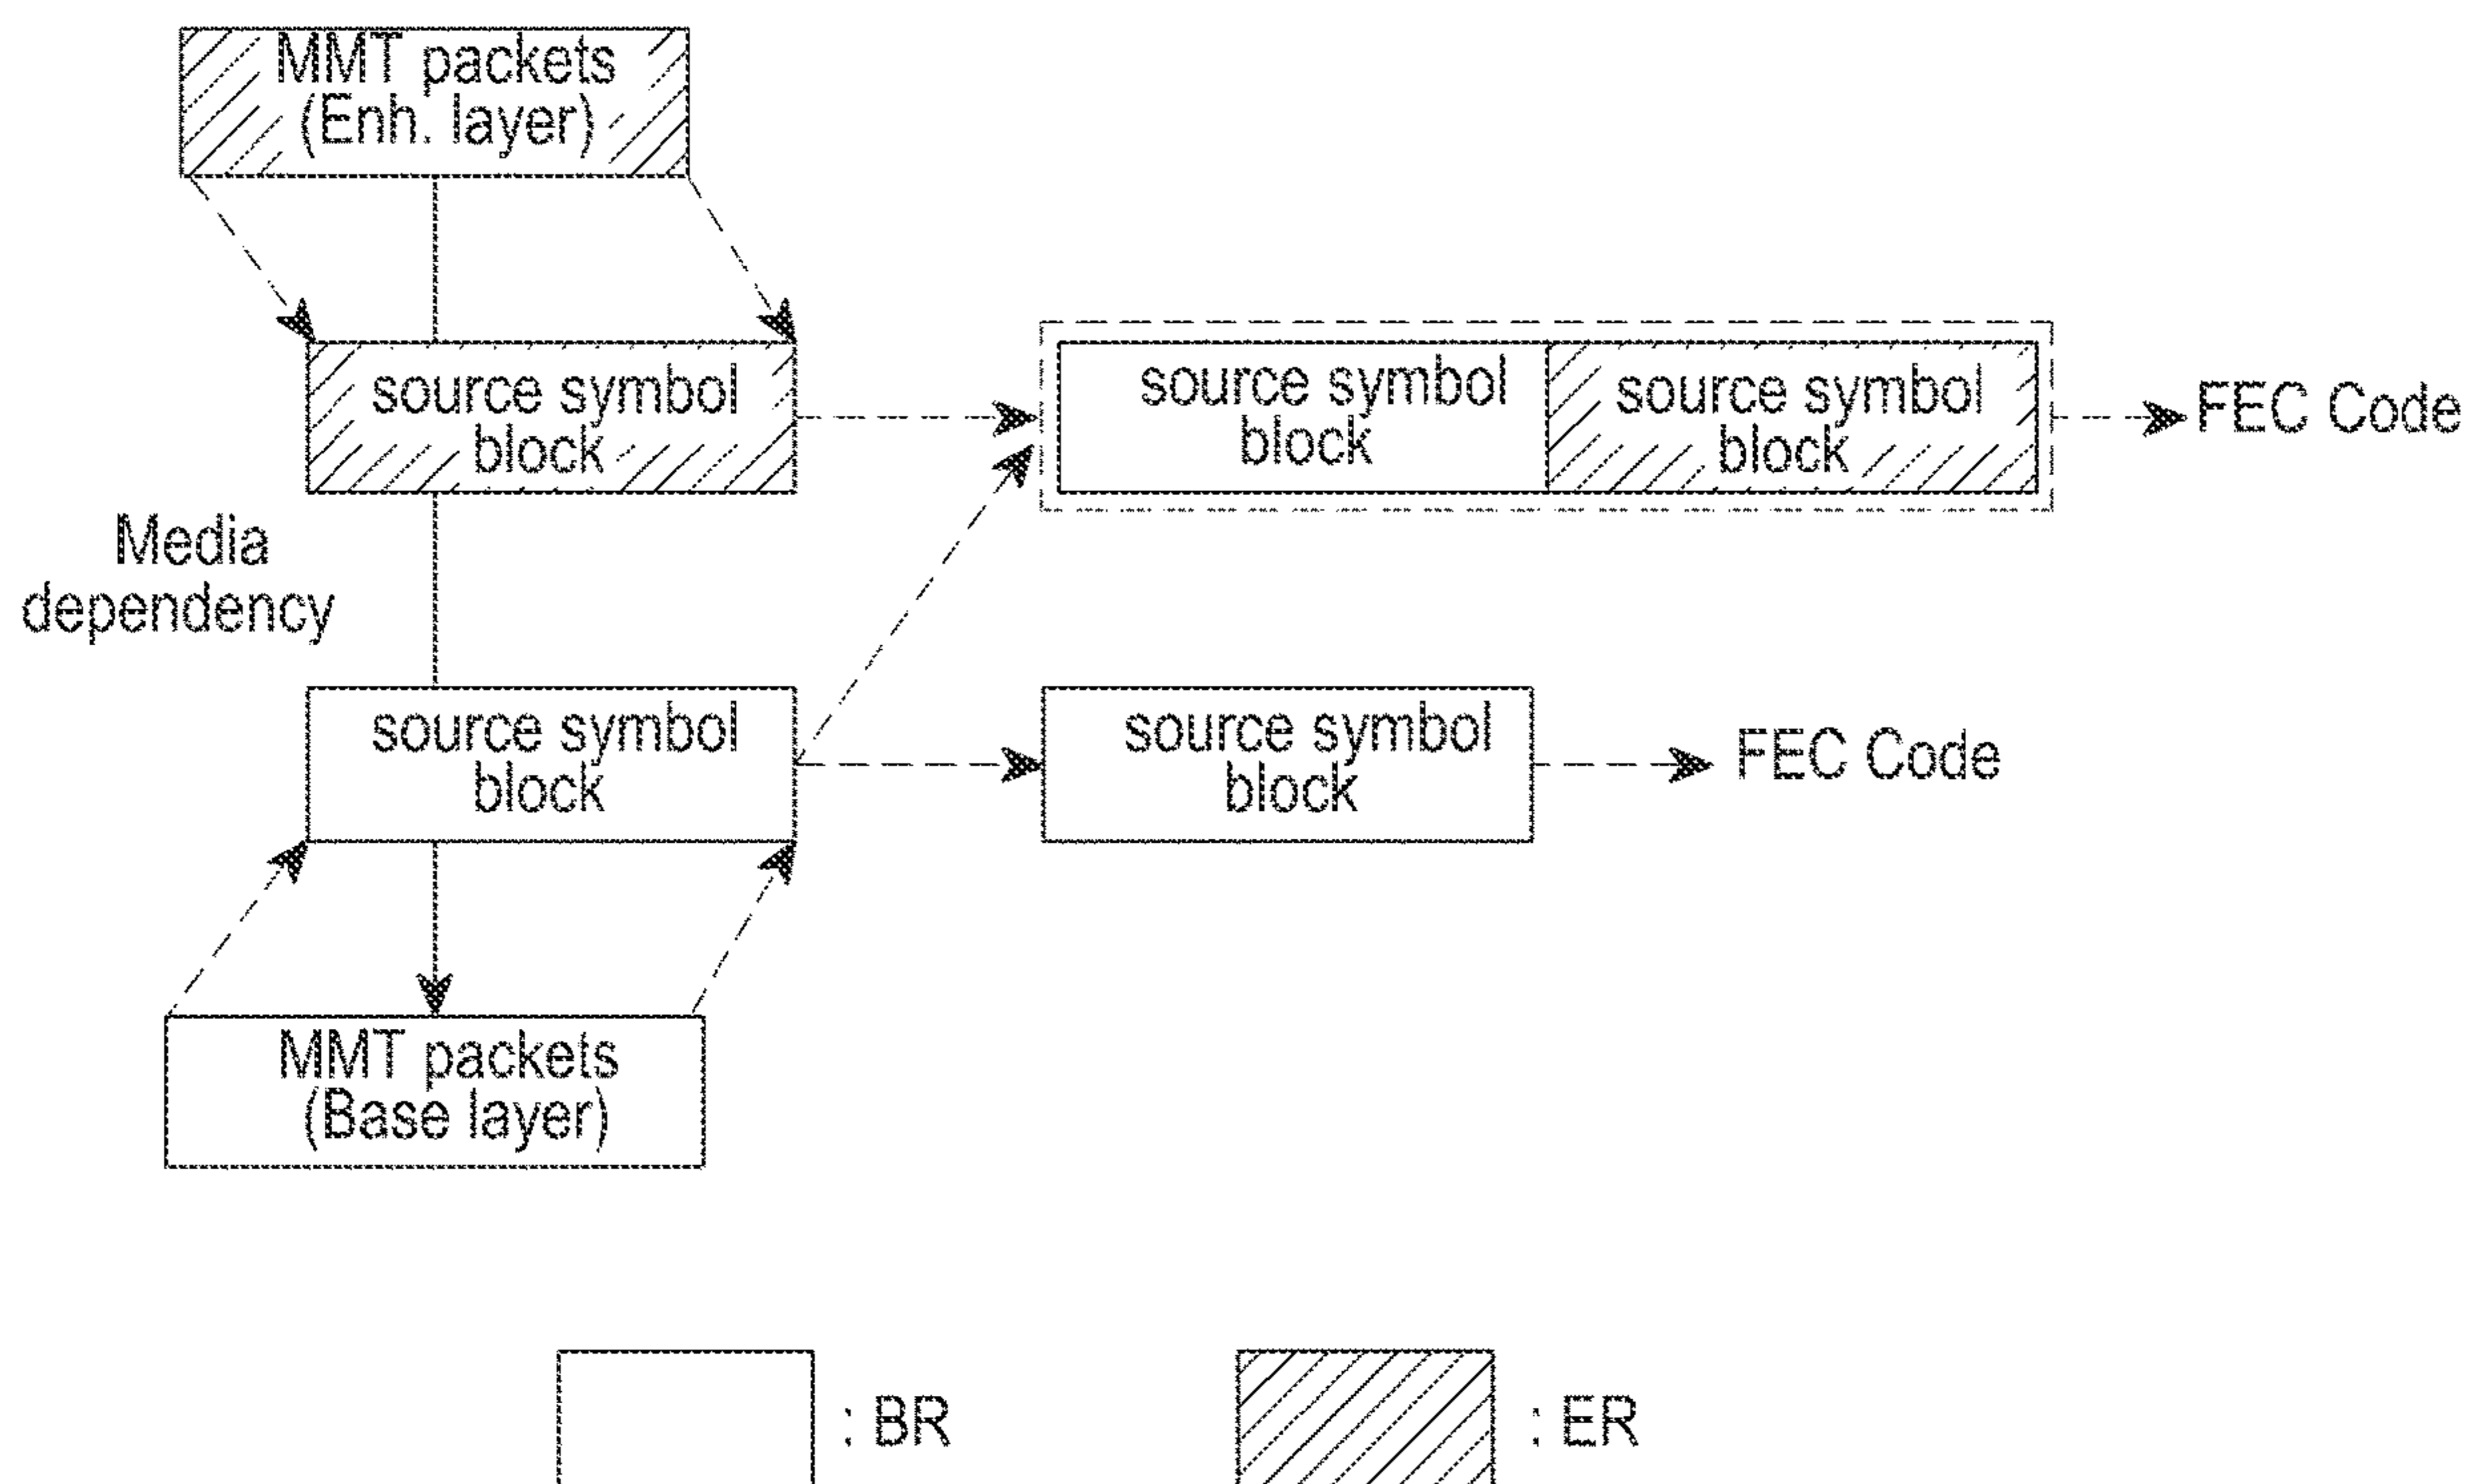 MMT packets
(Enh. layer)
source symbol
block
source symbol
block
source symbol
block
FEC Code
Media
dependency
source symbol
block
source symbol
block
FEC Code
MMT packets
(Base layer)
: BR
: ER